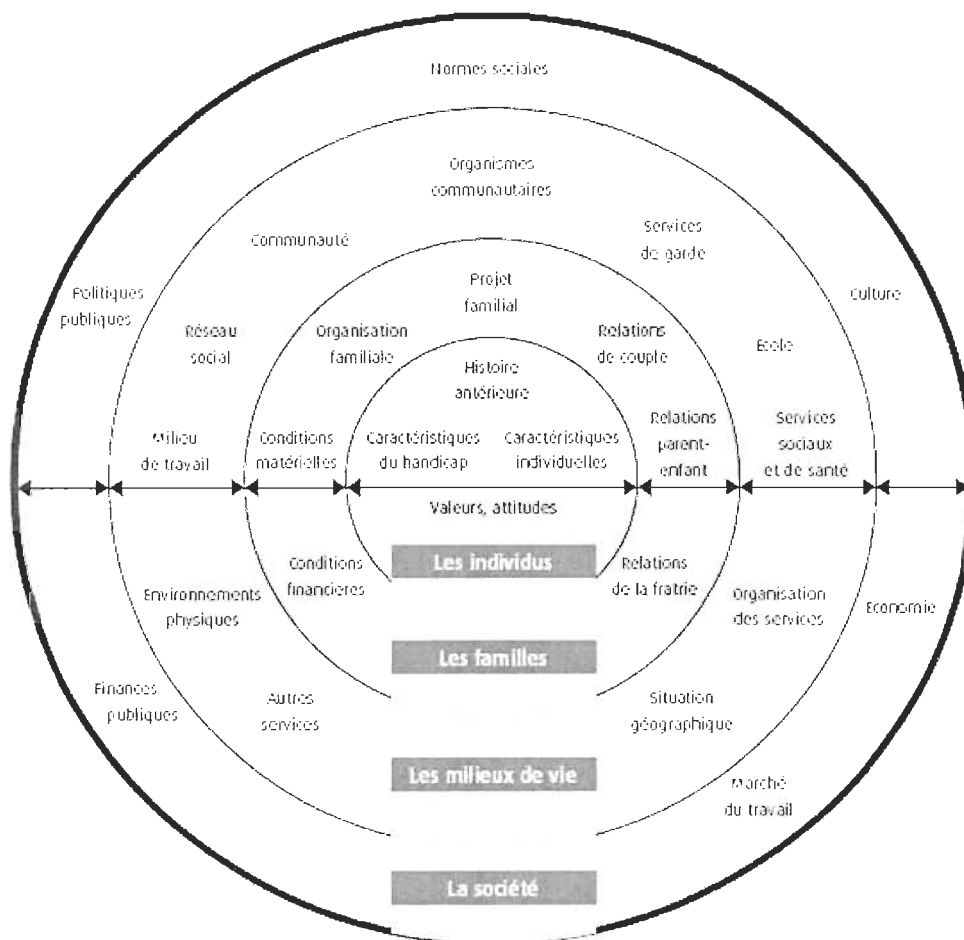 Normes sociales
Organismes
communautaires
Communauté
Services
de garde
Politiques
publiques
Projet
familial
Culture
Réseau
social
Organisation
familiale
Relations
de couple
Ecole
Histoire
antérieure
Milieu
de travail
Conditions
matérielles
Caractéristiques
du handicap
Caractéristiques
individuelles
Relations
parent-
enfant
Services
sociaux
et de santé
Valeurs, attitudes
Les individus
Conditions
financieres
Relations
de la fratrie
Environnements
physiques
Organisation
des services
Economie
Les familles
Finances
publiques
Autres
services
Situation
géographique
Les milieux de vie
Marché
du travail
La société